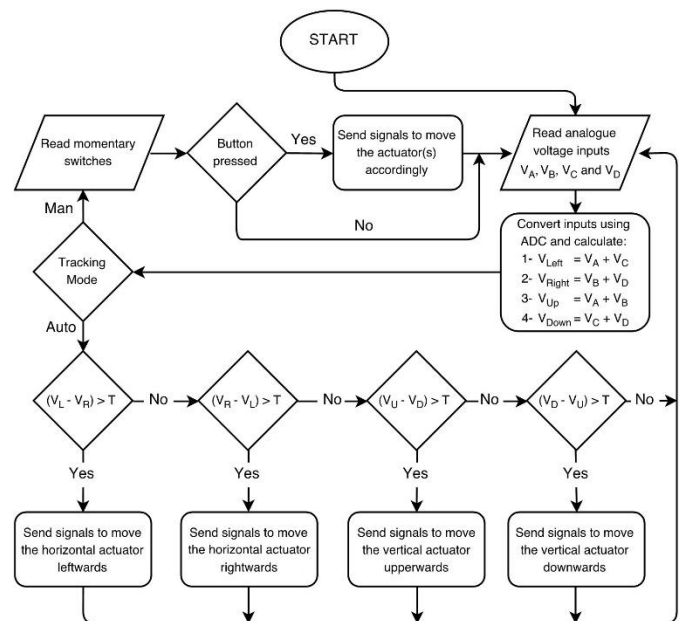 START
Read momentary
switches
Button
pressed
Yes
Send signals to move
the actuator(s)
accordingly
Read analogue
voltage inputs
V_A, V_B, V_C and V_D
No
Man
Tracking
Mode
Auto
Convert inputs using
ADC and calculate:
1- V_Left = V_A + V_C
2- V_Right = V_B + V_D
3- V_Up = V_A + V_B
4- V_Down = V_C + V_D
(V_L - V_R) > T
No
(V_R - V_L) > T
No
(V_U - V_D) > T
No
(V_D - V_U) > T
No
Yes
Yes
Yes
Yes
Send signals to move
the horizontal actuator
leftwards
Send signals to move
the horizontal actuator
rightwards
Send signals to move
the vertical actuator
upperwards
Send signals to move
the vertical actuator
downwards